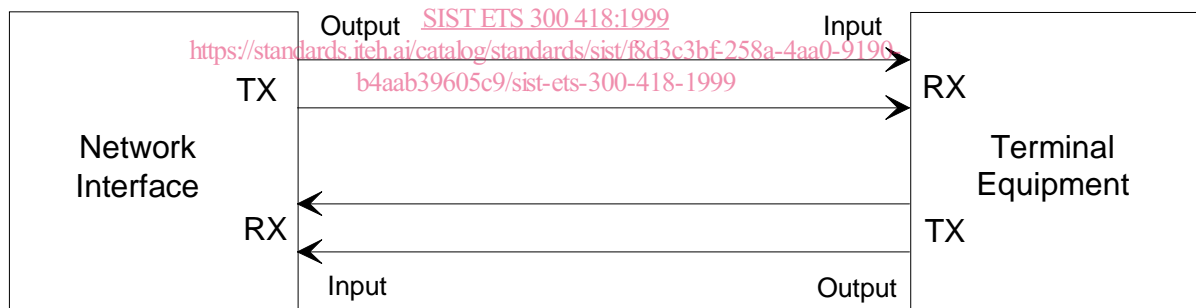 Output
SIST ETS 300 418:1999
Input
https://standards.iteh.ai/catalog/standards/sist/f8d3c3bf-258a-4aa0-9190-
b4aab39605c9/sist-ets-300-418-1999
TX
RX
Network
Interface
Terminal
Equipment
RX
TX
Input
Output